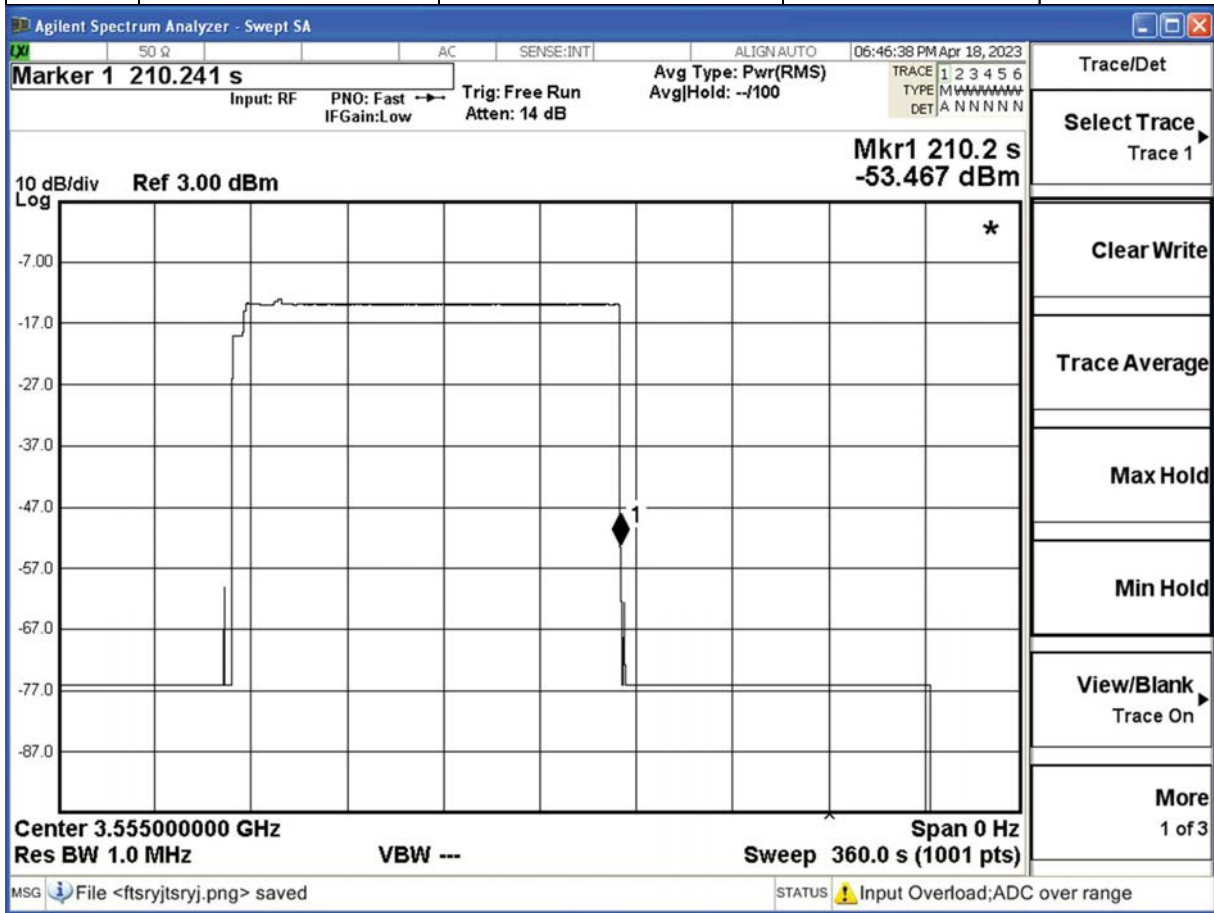 Agilent Spectrum Analyzer - Swept SA
LXI 50 Ω AC SENSE:INT ALIGN AUTO 06:46:38 PM Apr 18, 2023
Marker 1 210.241 s
Input: RF PNO: Fast Trig: Free Run Avg Type: Pwr(RMS) TRACE 1 2 3 4 5 6
IFGain:Low Atten: 14 dB Avg|Hold: --/100 TYPE M W W W W W
DET A N N N N N
Mkr1 210.2 s
10 dB/div Ref 3.00 dBm -53.467 dBm
Log
*
-7.00
-17.0
-27.0
-37.0
-47.0
1
-57.0
-67.0
-77.0
-87.0
Center 3.555000000 GHz Span 0 Hz
Res BW 1.0 MHz VBW --- Sweep 360.0 s (1001 pts)
MSG File <ftsryjtsryj.png> saved STATUS Input Overload;ADC over range
Trace/Det
Select Trace
Trace 1
Clear Write
Trace Average
Max Hold
Min Hold
View/Blank
Trace On
More
1 of 3